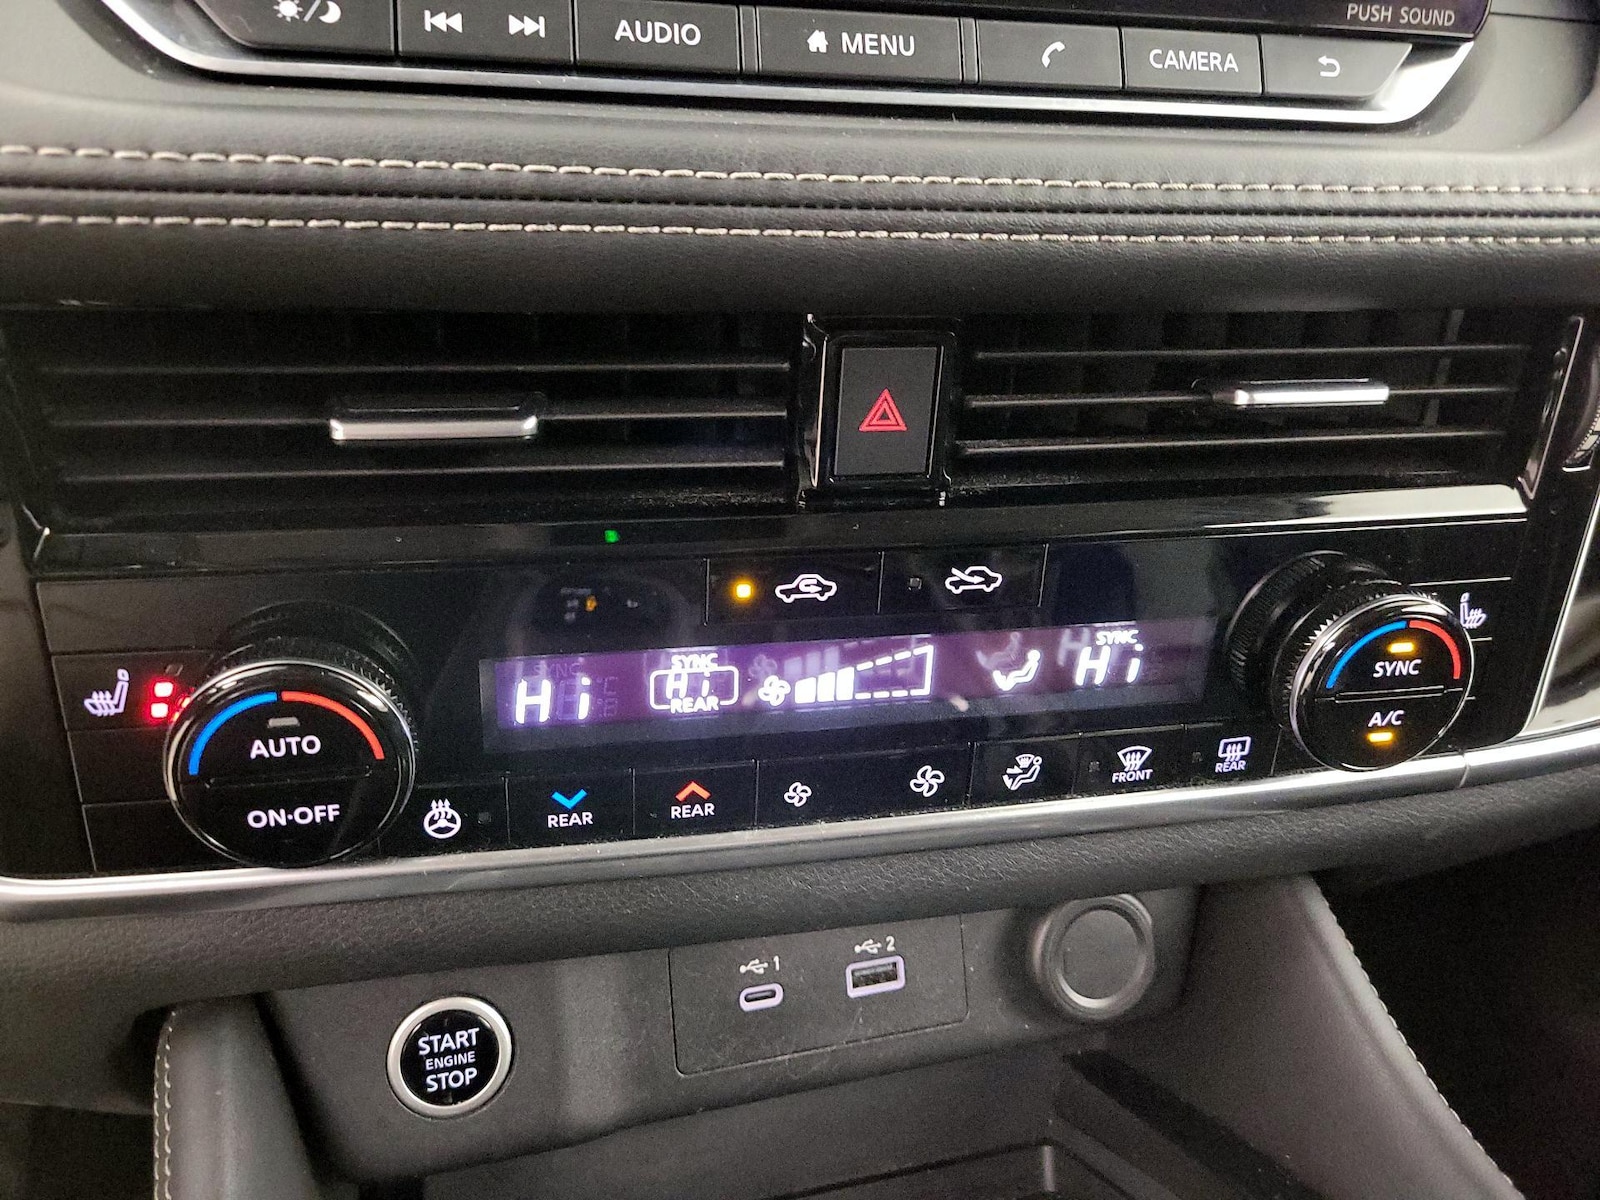 PUSH SOUND
AUDIO
MENU
CAMERA
SYNC
SYNC
Hi
Hi
REAR
Hi
SYNC
A/C
AUTO
ON·OFF
REAR
REAR
FRONT
REAR
1
2
START
ENGINE
STOP